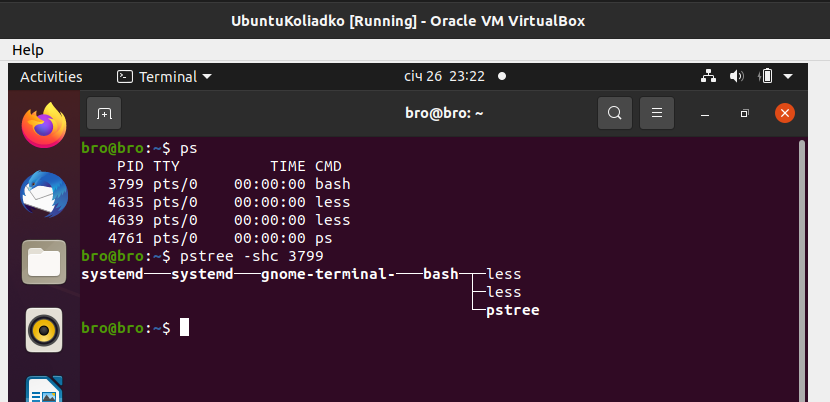 UbuntuKoliadko [Running] - Oracle VM VirtualBox
Help
Activities Terminal січ 26 23:22
bro@bro: ~
bro@bro:~$ ps
    PID TTY          TIME CMD
   3799 pts/0    00:00:00 bash
   4635 pts/0    00:00:00 less
   4639 pts/0    00:00:00 less
   4761 pts/0    00:00:00 ps
bro@bro:~$ pstree -shc 3799
systemd───systemd───gnome-terminal-───bash─┬─less
                                           ├─less
                                           └─pstree
bro@bro:~$